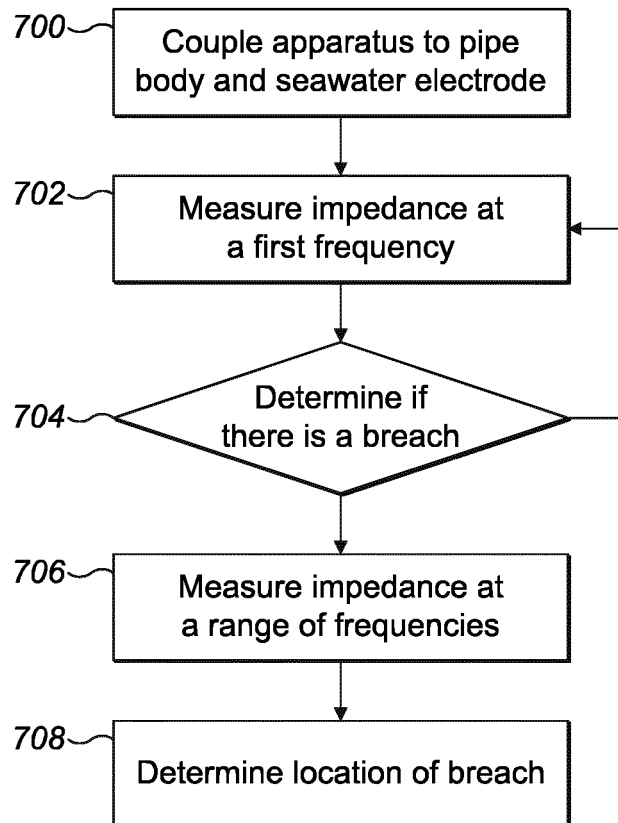 700
Couple apparatus to pipe
body and seawater electrode
702
Measure impedance at
a first frequency
704
Determine if
there is a breach
706
Measure impedance at
a range of frequencies
708
Determine location of breach